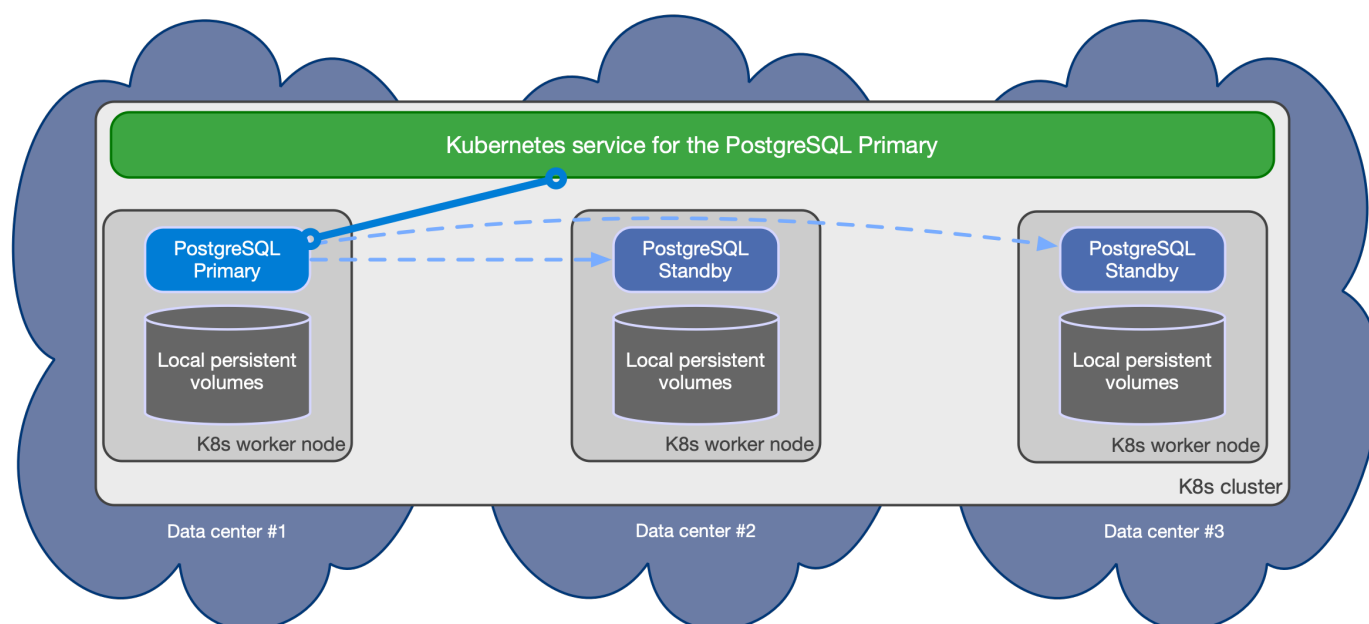 Kubernetes service for the PostgreSQL Primary
PostgreSQL
Primary
PostgreSQL
Standby
PostgreSQL
Standby
Local persistent
volumes
Local persistent
volumes
Local persistent
volumes
K8s worker node
K8s worker node
K8s worker node
K8s cluster
Data center #1
Data center #2
Data center #3